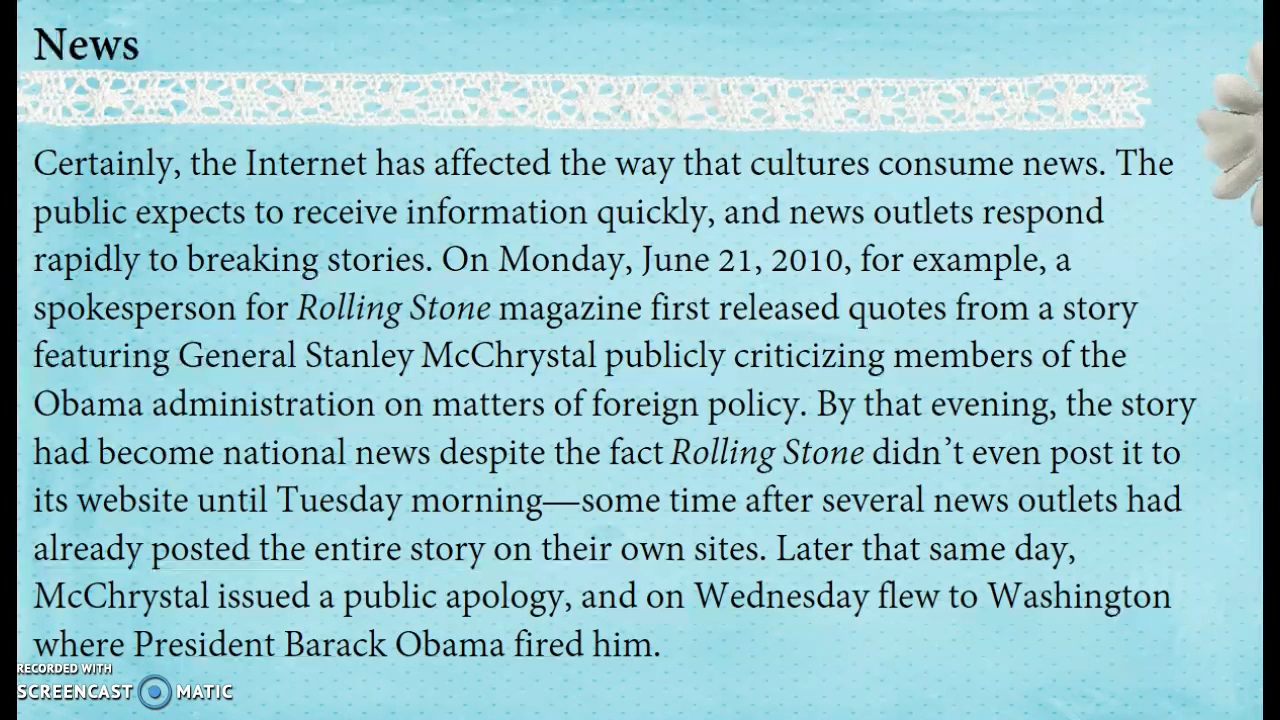 News
Certainly, the Internet has affected the way that cultures consume news. The
public expects to receive information quickly, and news outlets respond
rapidly to breaking stories. On Monday, June 21, 2010, for example, a
spokesperson for Rolling Stone magazine first released quotes from a story
featuring General Stanley McChrystal publicly criticizing members of the
Obama administration on matters of foreign policy. By that evening, the story
had become national news despite the fact Rolling Stone didn’t even post it to
its website until Tuesday morning—some time after several news outlets had
already posted the entire story on their own sites. Later that same day,
McChrystal issued a public apology, and on Wednesday flew to Washington
where President Barack Obama fired him.
RECORDED WITH
SCREENCAST MATIC